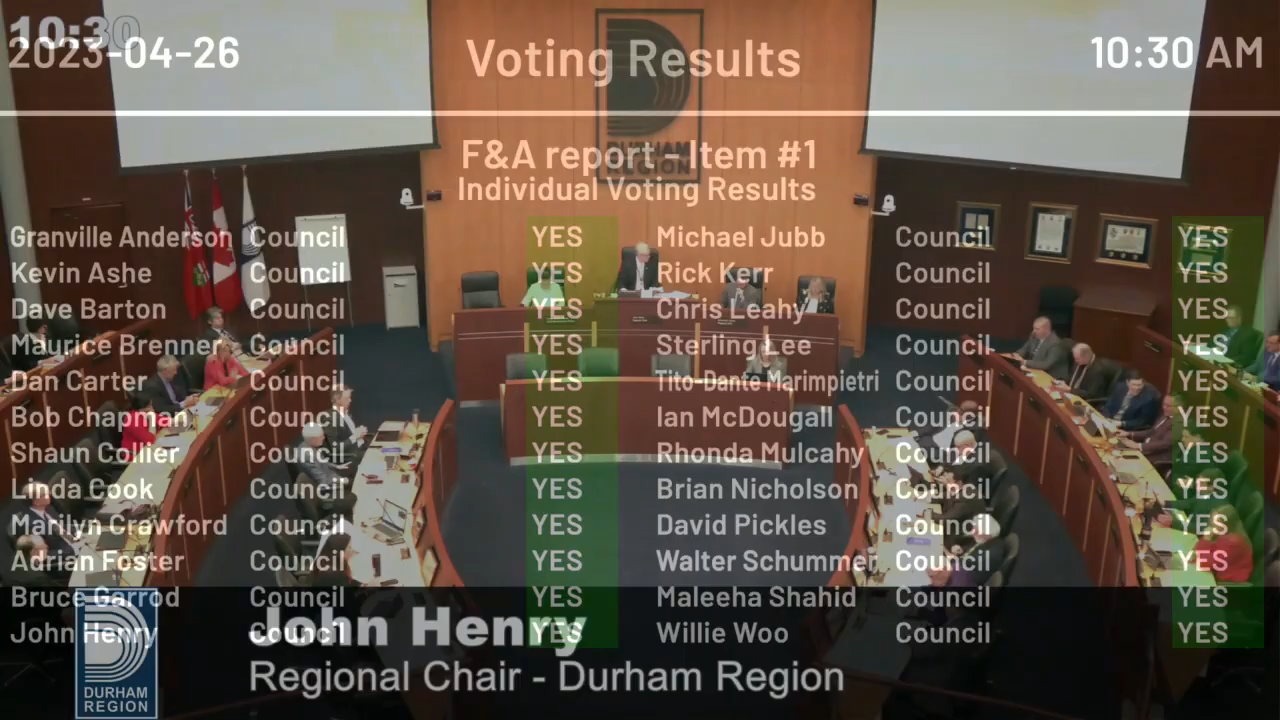 10:30
2023-04-26 Voting Results 10:30 AM
DURHAM
REGION
F&A report - Item #1
Individual Voting Results
Granville Anderson Council YES Michael Jubb Council YES
Kevin Ashe Council YES Rick Kerr Council YES
Dave Barton Council YES Chris Leahy Council YES
Maurice Brenner Council YES Sterling Lee Council YES
Dan Carter Council YES Tito-Dante Marimpietri Council YES
Bob Chapman Council YES Ian McDougall Council YES
Shaun Collier Council YES Rhonda Mulcahy Council YES
Linda Cook Council YES Brian Nicholson Council YES
Marilyn Crawford Council YES David Pickles Council YES
Adrian Foster Council YES Walter Schummer Council YES
Bruce Garrod Council YES Maleeha Shahid Council YES
John Henry Council YES Willie Woo Council YES
John Henry
Regional Chair - Durham Region
DURHAM
REGION